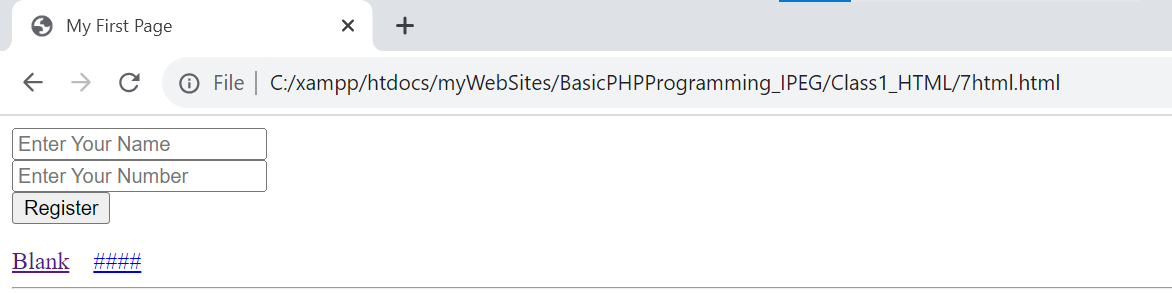 My First Page
File C:/xampp/htdocs/myWebSites/BasicPHPProgramming_IPEG/Class1_HTML/7html.html
Enter Your Name
Enter Your Number
Register
Blank ####